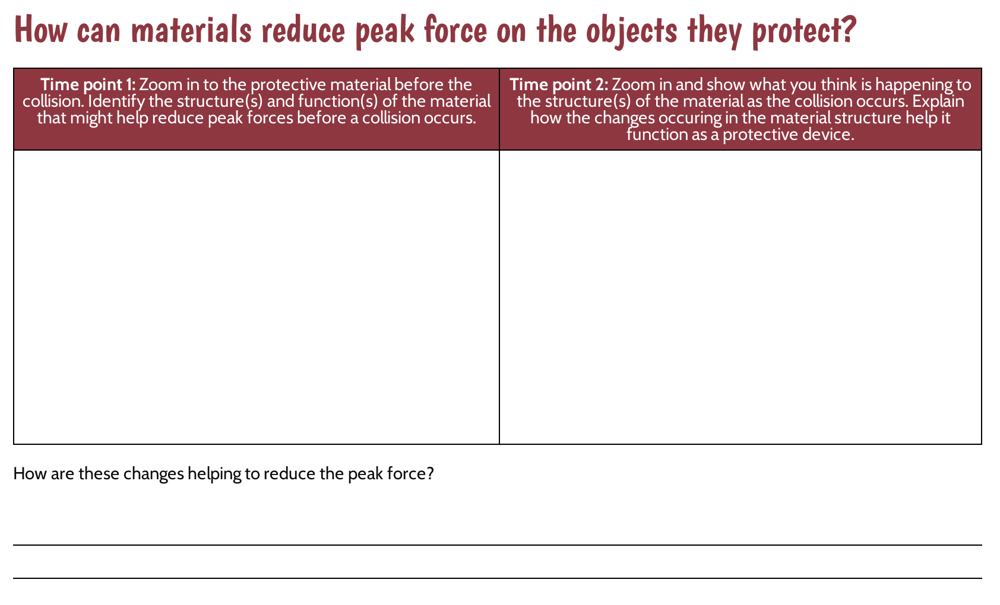 How can materials reduce peak force on the objects they protect?
Time point 1: Zoom in to the protective material before the
collision. Identify the structure(s) and function(s) of the material
that might help reduce peak forces before a collision occurs.
Time point 2: Zoom in and show what you think is happening to
the structure(s) of the material as the collision occurs. Explain
how the changes occuring in the material structure help it
function as a protective device.
How are these changes helping to reduce the peak force?